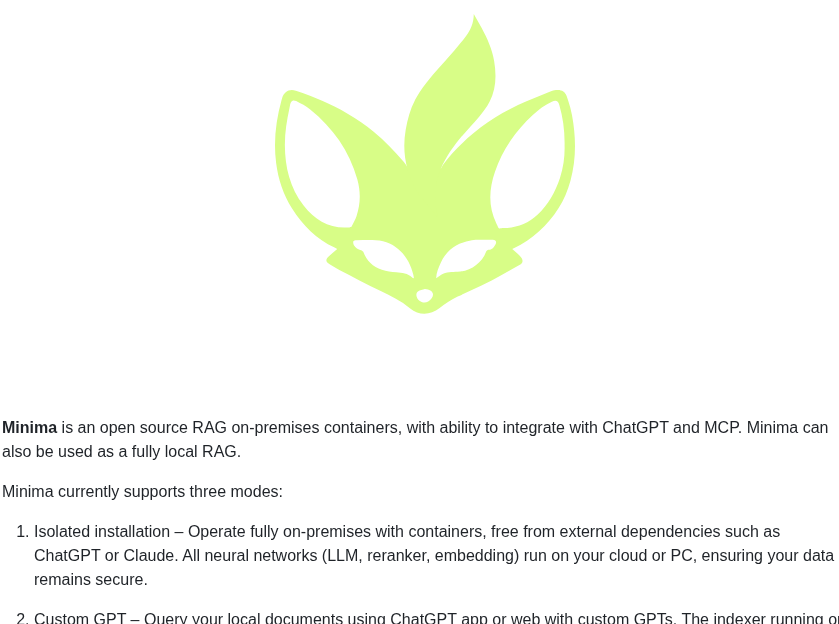 Minima is an open source RAG on-premises containers, with ability to integrate with ChatGPT and MCP. Minima can
also be used as a fully local RAG.
Minima currently supports three modes:
1. Isolated installation – Operate fully on-premises with containers, free from external dependencies such as
ChatGPT or Claude. All neural networks (LLM, reranker, embedding) run on your cloud or PC, ensuring your data
remains secure.
2. Custom GPT – Query your local documents using ChatGPT app or web with custom GPTs. The indexer running